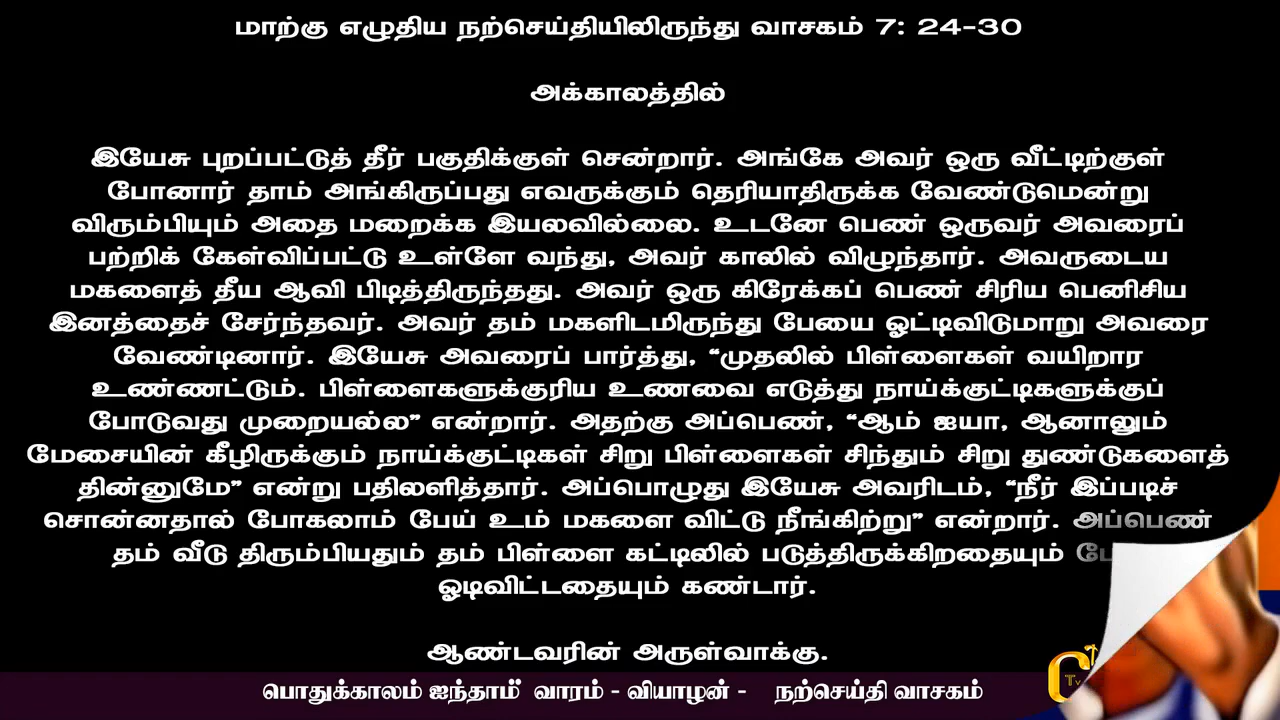 மாற்கு எழுதிய நற்செய்தியிலிருந்து வாசகம் 7: 24-30
அக்காலத்தில்
இயேசு புறப்பட்டுத் தீர் பகுதிக்குள் சென்றார். அங்கே அவர் ஒரு வீட்டிற்குள்
போனார் தாம் அங்கிருப்பது எவருக்கும் தெரியாதிருக்க வேண்டுமென்று
விரும்பியும் அதை மறைக்க இயலவில்லை. உடனே பெண் ஒருவர் அவரைப்
பற்றிக் கேள்விப்பட்டு உள்ளே வந்து, அவர் காலில் விழுந்தார். அவருடைய
மகளைத் தீய ஆவி பிடித்திருந்தது. அவர் ஒரு கிரேக்கப் பெண் சிரிய பெனிசிய
இனத்தைச் சேர்ந்தவர். அவர் தம் மகளிடமிருந்து பேயை ஓட்டிவிடுமாறு அவரை
வேண்டினார். இயேசு அவரைப் பார்த்து, “முதலில் பிள்ளைகள் வயிறார
உண்ணட்டும். பிள்ளைகளுக்குரிய உணவை எடுத்து நாய்க்குட்டிகளுக்குப்
போடுவது முறையல்ல” என்றார். அதற்கு அப்பெண், “ஆம் ஐயா, ஆனாலும்
மேசையின் கீழிருக்கும் நாய்க்குட்டிகள் சிறு பிள்ளைகள் சிந்தும் சிறு துண்டுகளைத்
தின்னுமே” என்று பதிலளித்தார். அப்பொழுது இயேசு அவரிடம், “நீர் இப்படிச்
சொன்னதால் போகலாம் பேய் உம் மகளை விட்டு நீங்கிற்று” என்றார். அப்பெண்
தம் வீடு திரும்பியதும் தம் பிள்ளை கட்டிலில் படுத்திருக்கிறதையும்
ஓடிவிட்டதையும் கண்டார்.
ஆண்டவரின் அருள்வாக்கு.
பொதுக்காலம் ஐந்தாம் வாரம் - வியாழன் - நற்செய்தி வாசகம்
C Tv